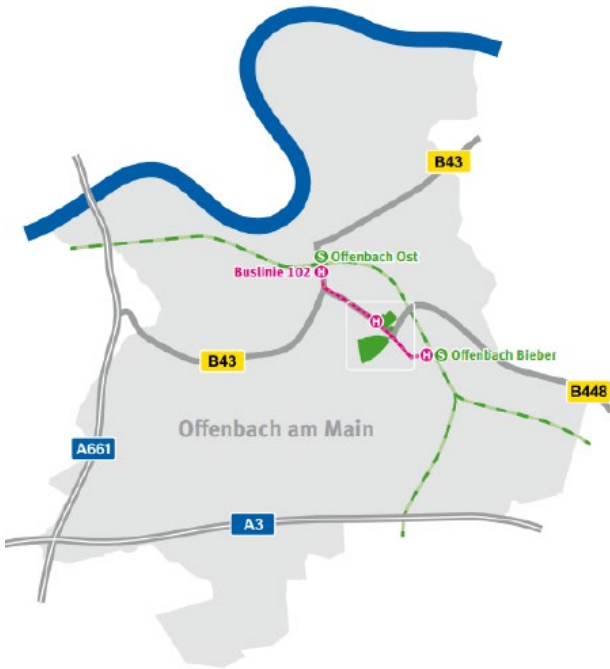 B43
S Offenbach Ost
Buslinie 102 H
H
B43
H S Offenbach Bieber
B448
Offenbach am Main
A661
A3